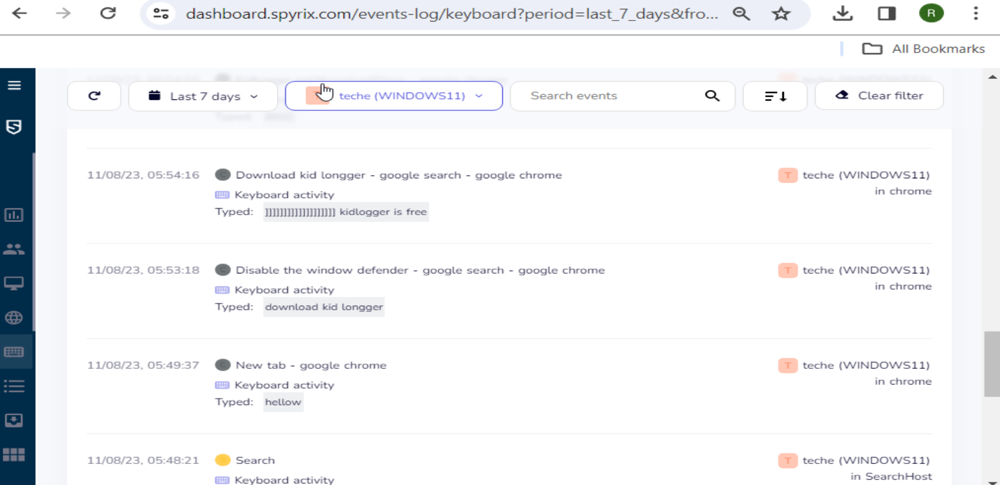 dashboard.spyrix.com/events-log/keyboard?period=last_7_days&fro...
R
All Bookmarks
Last 7 days
teche (WINDOWS11)
Search events
Clear filter
11/08/23, 05:54:16
C Download kid longger - google search - google chrome
T teche (WINDOWS11)
in chrome
Keyboard activity
Typed: ]]]]]]]]]]]]]]]]]]] kidlogger is free
11/08/23, 05:53:18
C Disable the window defender - google search - google chrome
T teche (WINDOWS11)
in chrome
Keyboard activity
Typed: download kid longger
11/08/23, 05:49:37
C New tab - google chrome
T teche (WINDOWS11)
in chrome
Keyboard activity
Typed: hellow
11/08/23, 05:48:21
Search
T teche (WINDOWS11)
in SearchHost
Keyboard activity